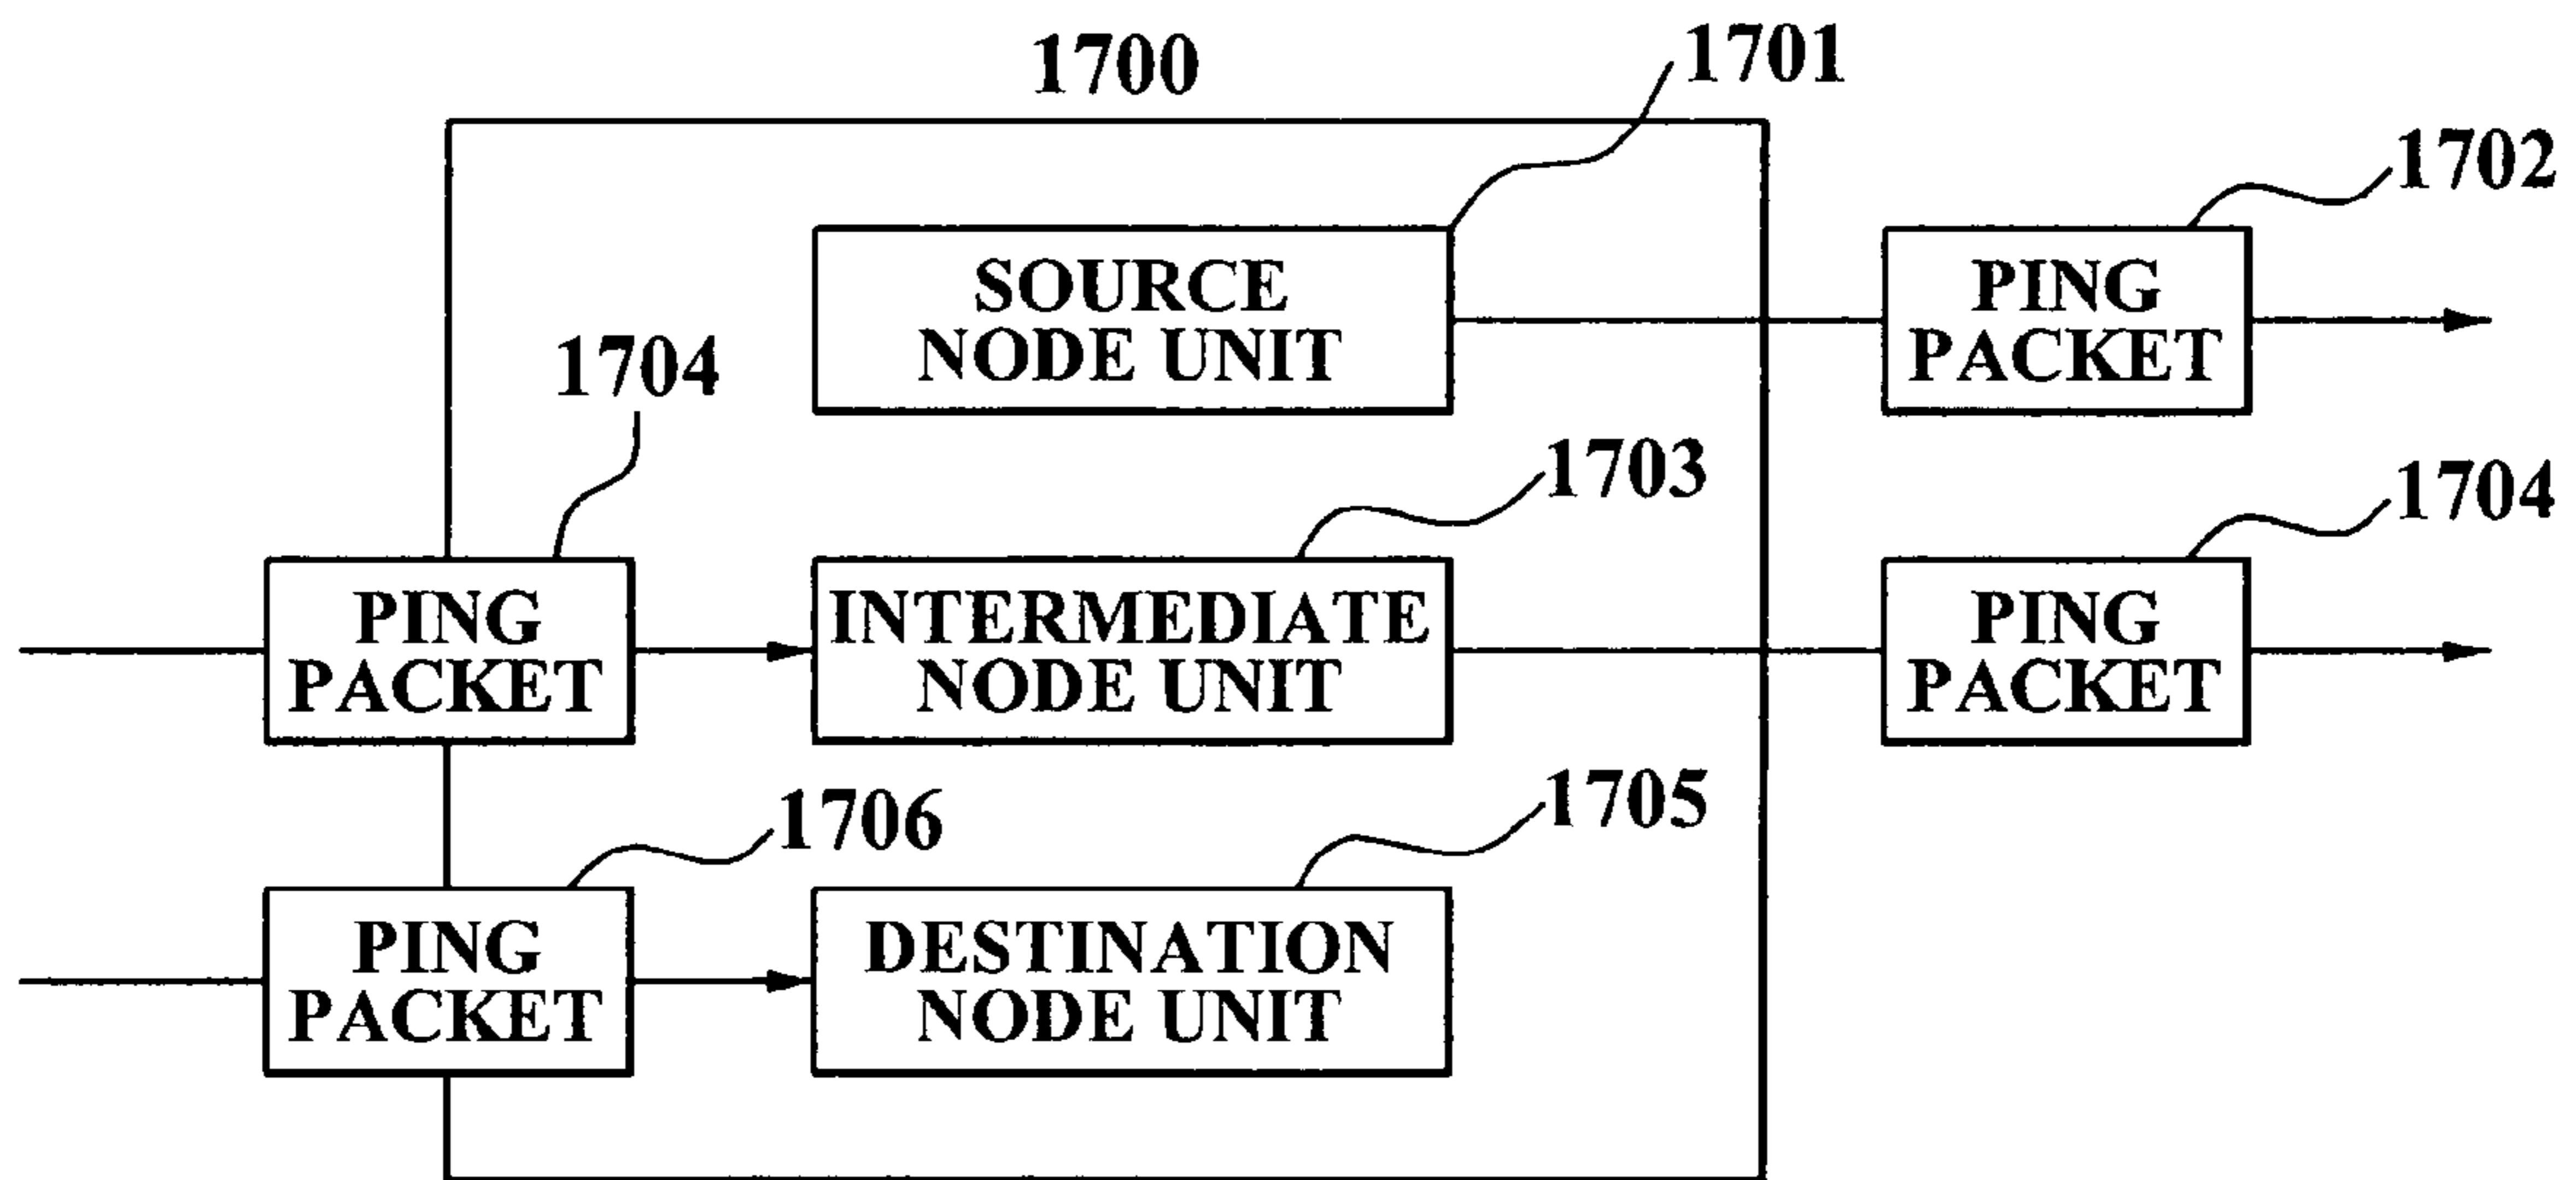 1700
1701
1702
SOURCE
NODE UNIT
PING
PACKET
1704
1703
1704
PING
PACKET
INTERMEDIATE
NODE UNIT
PING
PACKET
1706
1705
PING
PACKET
DESTINATION
NODE UNIT